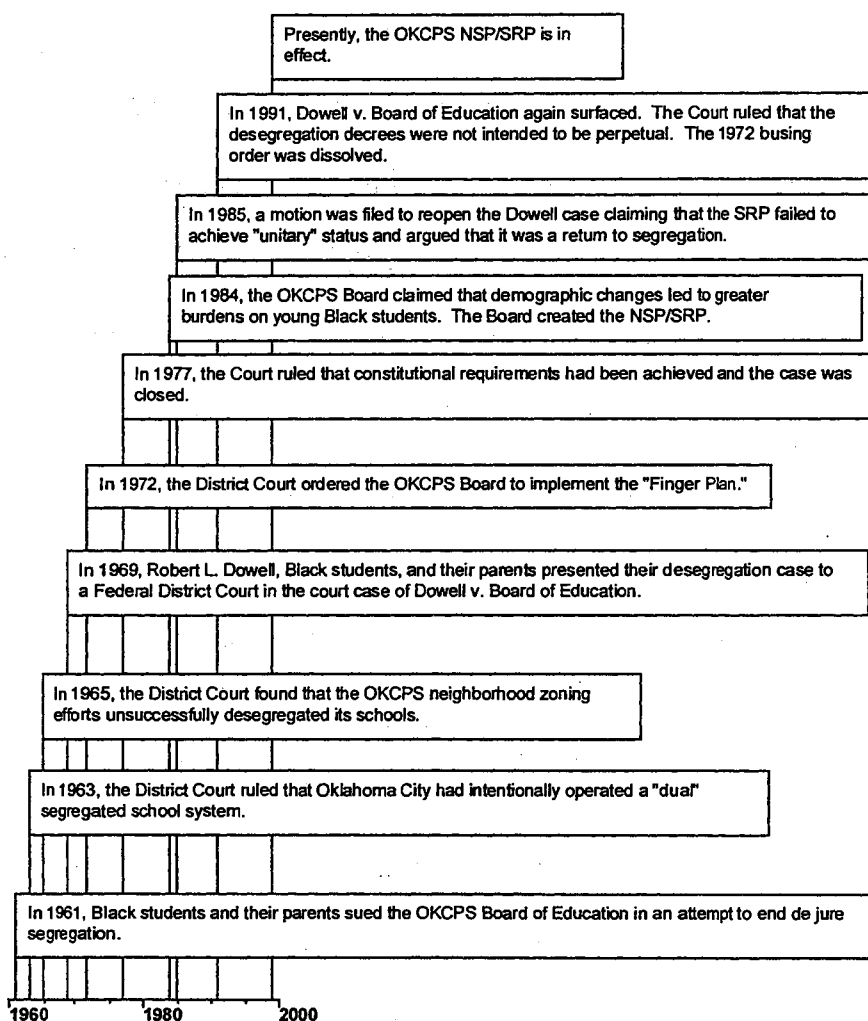 Presently, the OKCPS NSP/SRP is in
effect.
In 1991, Dowell v. Board of Education again surfaced. The Court ruled that the
desegregation decrees were not intended to be perpetual. The 1972 busing
order was dissolved.
In 1985, a motion was filed to reopen the Dowell case claiming that the SRP failed to
achieve "unitary" status and argued that it was a return to segregation.
In 1984, the OKCPS Board claimed that demographic changes led to greater
burdens on young Black students. The Board created the NSP/SRP.
In 1977, the Court ruled that constitutional requirements had been achieved and the case was
closed.
In 1972, the District Court ordered the OKCPS Board to implement the "Finger Plan."
In 1969, Robert L. Dowell, Black students, and their parents presented their desegregation case to
a Federal District Court in the court case of Dowell v. Board of Education.
In 1965, the District Court found that the OKCPS neighborhood zoning
efforts unsuccessfully desegregated its schools.
In 1963, the District Court ruled that Oklahoma City had intentionally operated a "dual"
segregated school system.
In 1961, Black students and their parents sued the OKCPS Board of Education in an attempt to end de jure
segregation.
1960 1980 2000